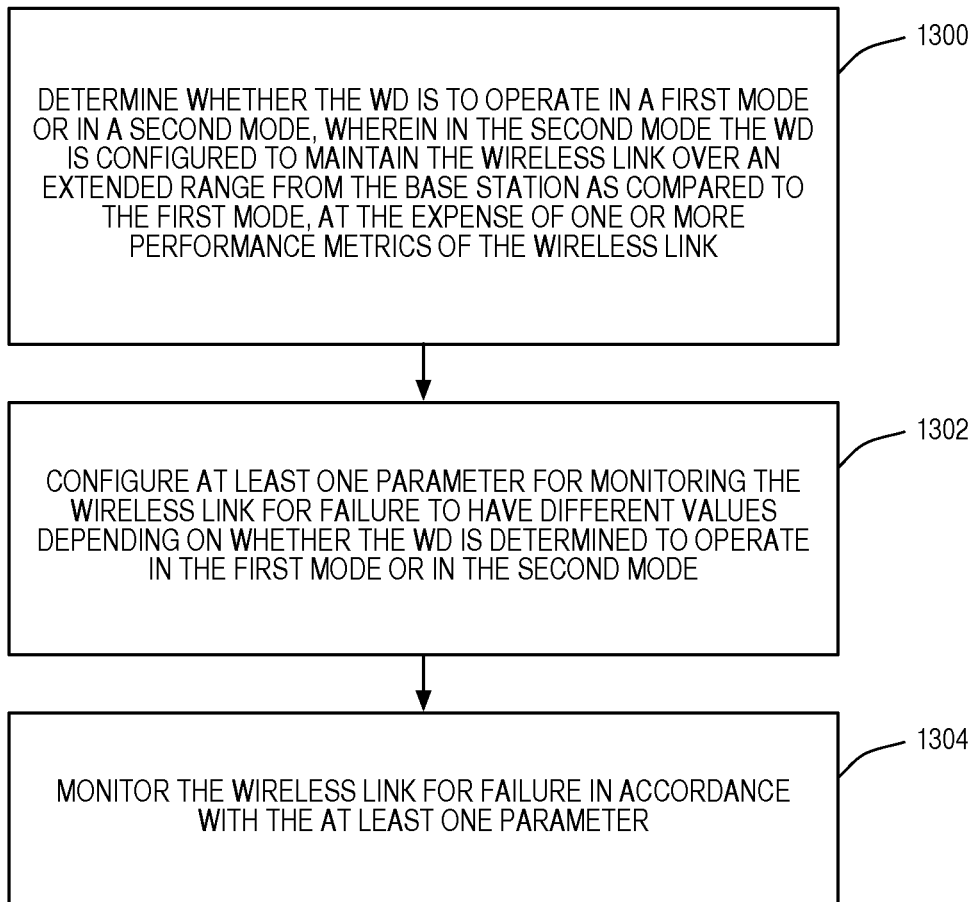 1300
DETERMINE WHETHER THE WD IS TO OPERATE IN A FIRST MODE
OR IN A SECOND MODE, WHEREIN IN THE SECOND MODE THE WD
IS CONFIGURED TO MAINTAIN THE WIRELESS LINK OVER AN
EXTENDED RANGE FROM THE BASE STATION AS COMPARED TO
THE FIRST MODE, AT THE EXPENSE OF ONE OR MORE
PERFORMANCE METRICS OF THE WIRELESS LINK
1302
CONFIGURE AT LEAST ONE PARAMETER FOR MONITORING THE
WIRELESS LINK FOR FAILURE TO HAVE DIFFERENT VALUES
DEPENDING ON WHETHER THE WD IS DETERMINED TO OPERATE
IN THE FIRST MODE OR IN THE SECOND MODE
1304
MONITOR THE WIRELESS LINK FOR FAILURE IN ACCORDANCE
WITH THE AT LEAST ONE PARAMETER